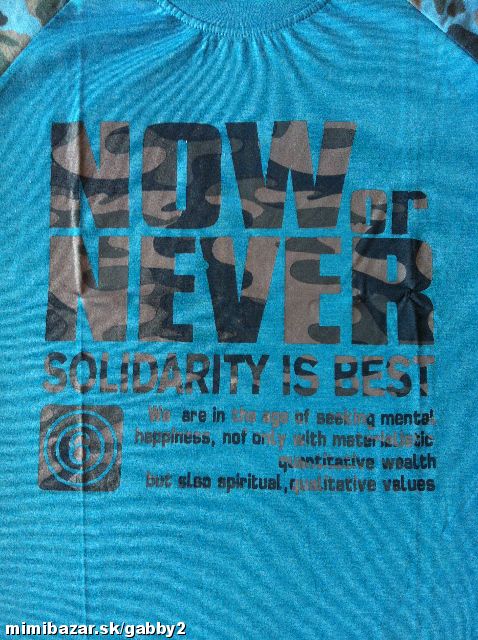 NOW or
NEVER
SOLIDARITY IS BEST
We are in the age of seeking mental
happiness, not only with materialistic
quantitative wealth
but also spiritual,qualitative values
mimibazar.sk/gabby2